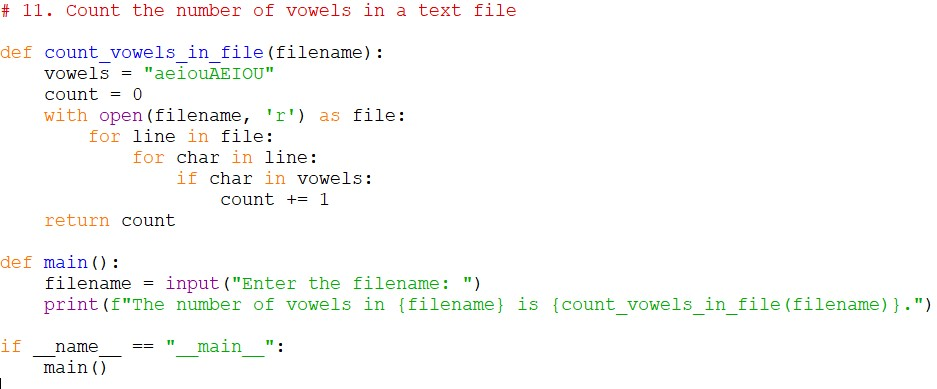 # 11. Count the number of vowels in a text file

def count_vowels_in_file(filename):
    vowels = "aeiouAEIOU"
    count = 0
    with open(filename, 'r') as file:
        for line in file:
            for char in line:
                if char in vowels:
                    count += 1
    return count

def main():
    filename = input("Enter the filename: ")
    print(f"The number of vowels in {filename} is {count_vowels_in_file(filename)}.")

if __name__ == "__main__":
    main()